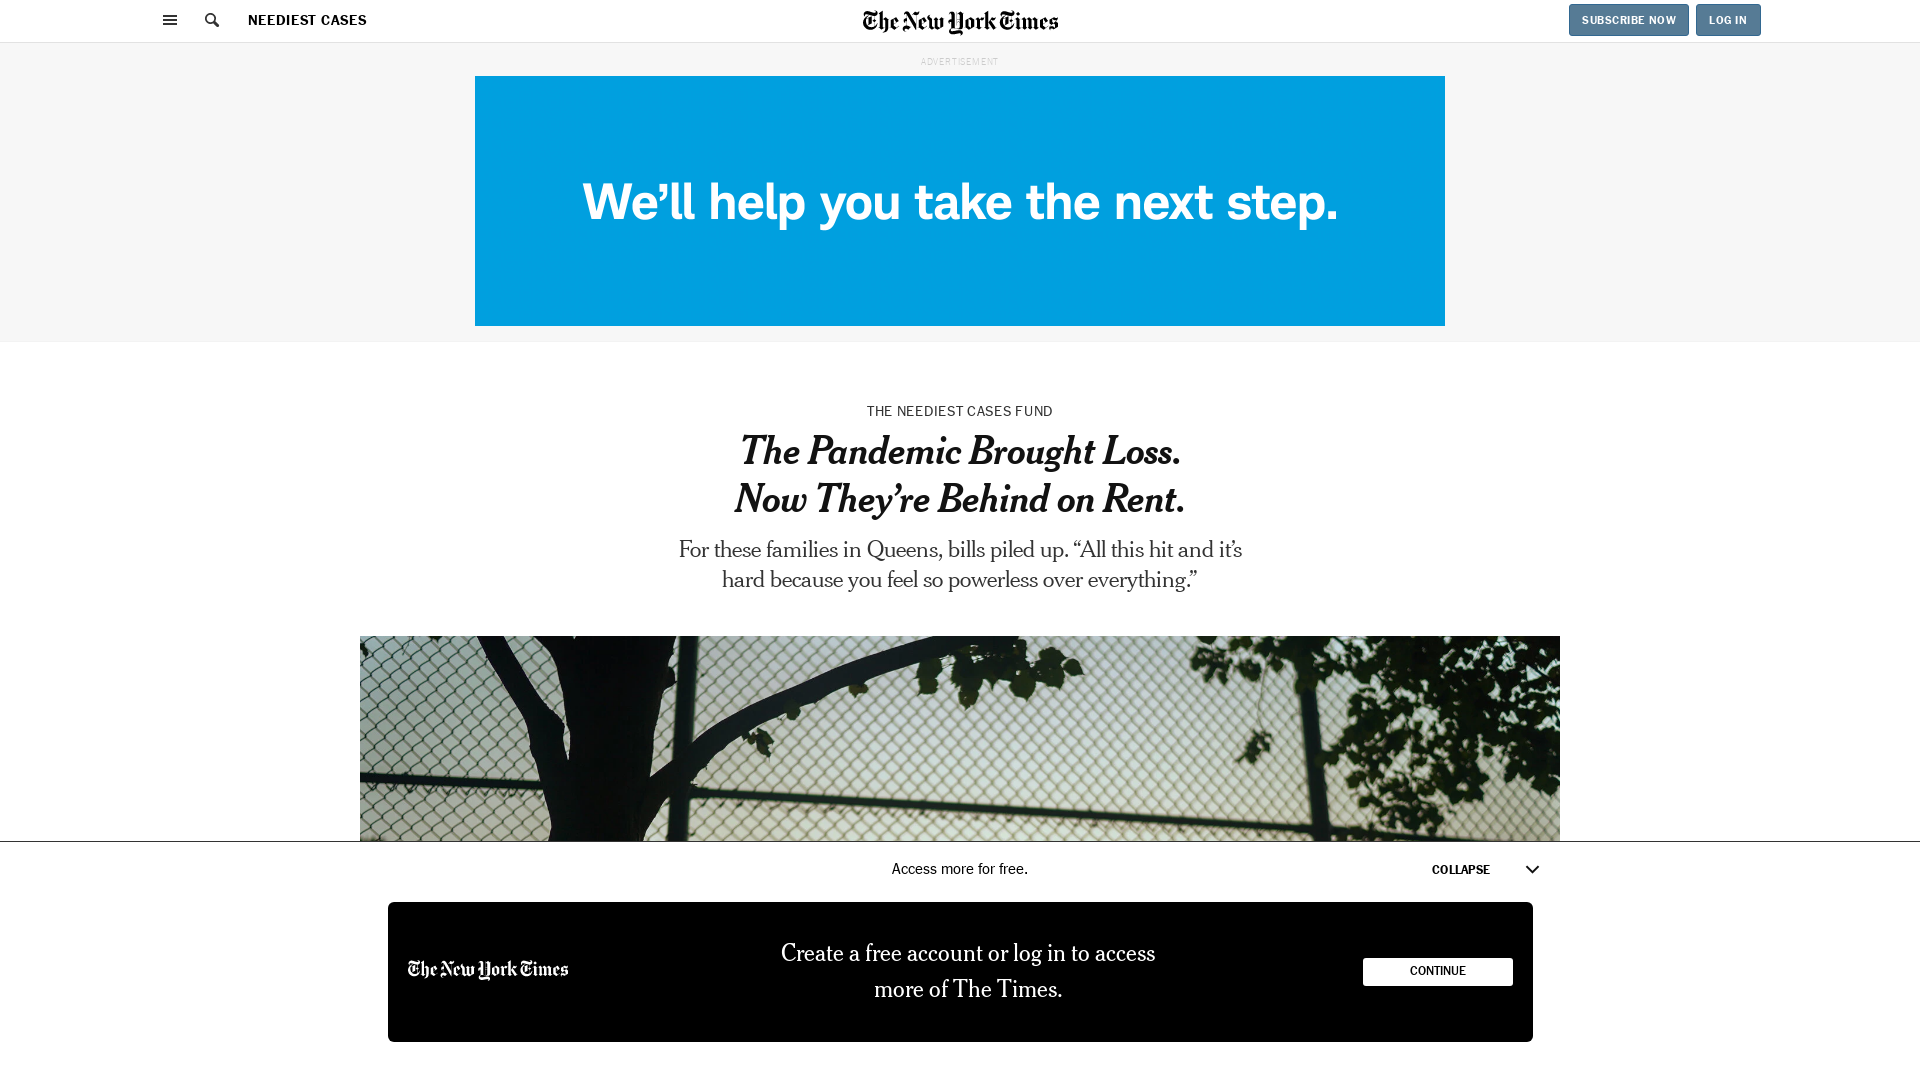 NEEDIEST CASES
The New York Times
SUBSCRIBE NOW
LOG IN
ADVERTISEMENT
We’ll help you take the next step.
THE NEEDIEST CASES FUND
The Pandemic Brought Loss.
Now They’re Behind on Rent.
For these families in Queens, bills piled up. “All this hit and it’s
hard because you feel so powerless over everything.”
Access more for free.
COLLAPSE
The New York Times
Create a free account or log in to access
more of The Times.
CONTINUE